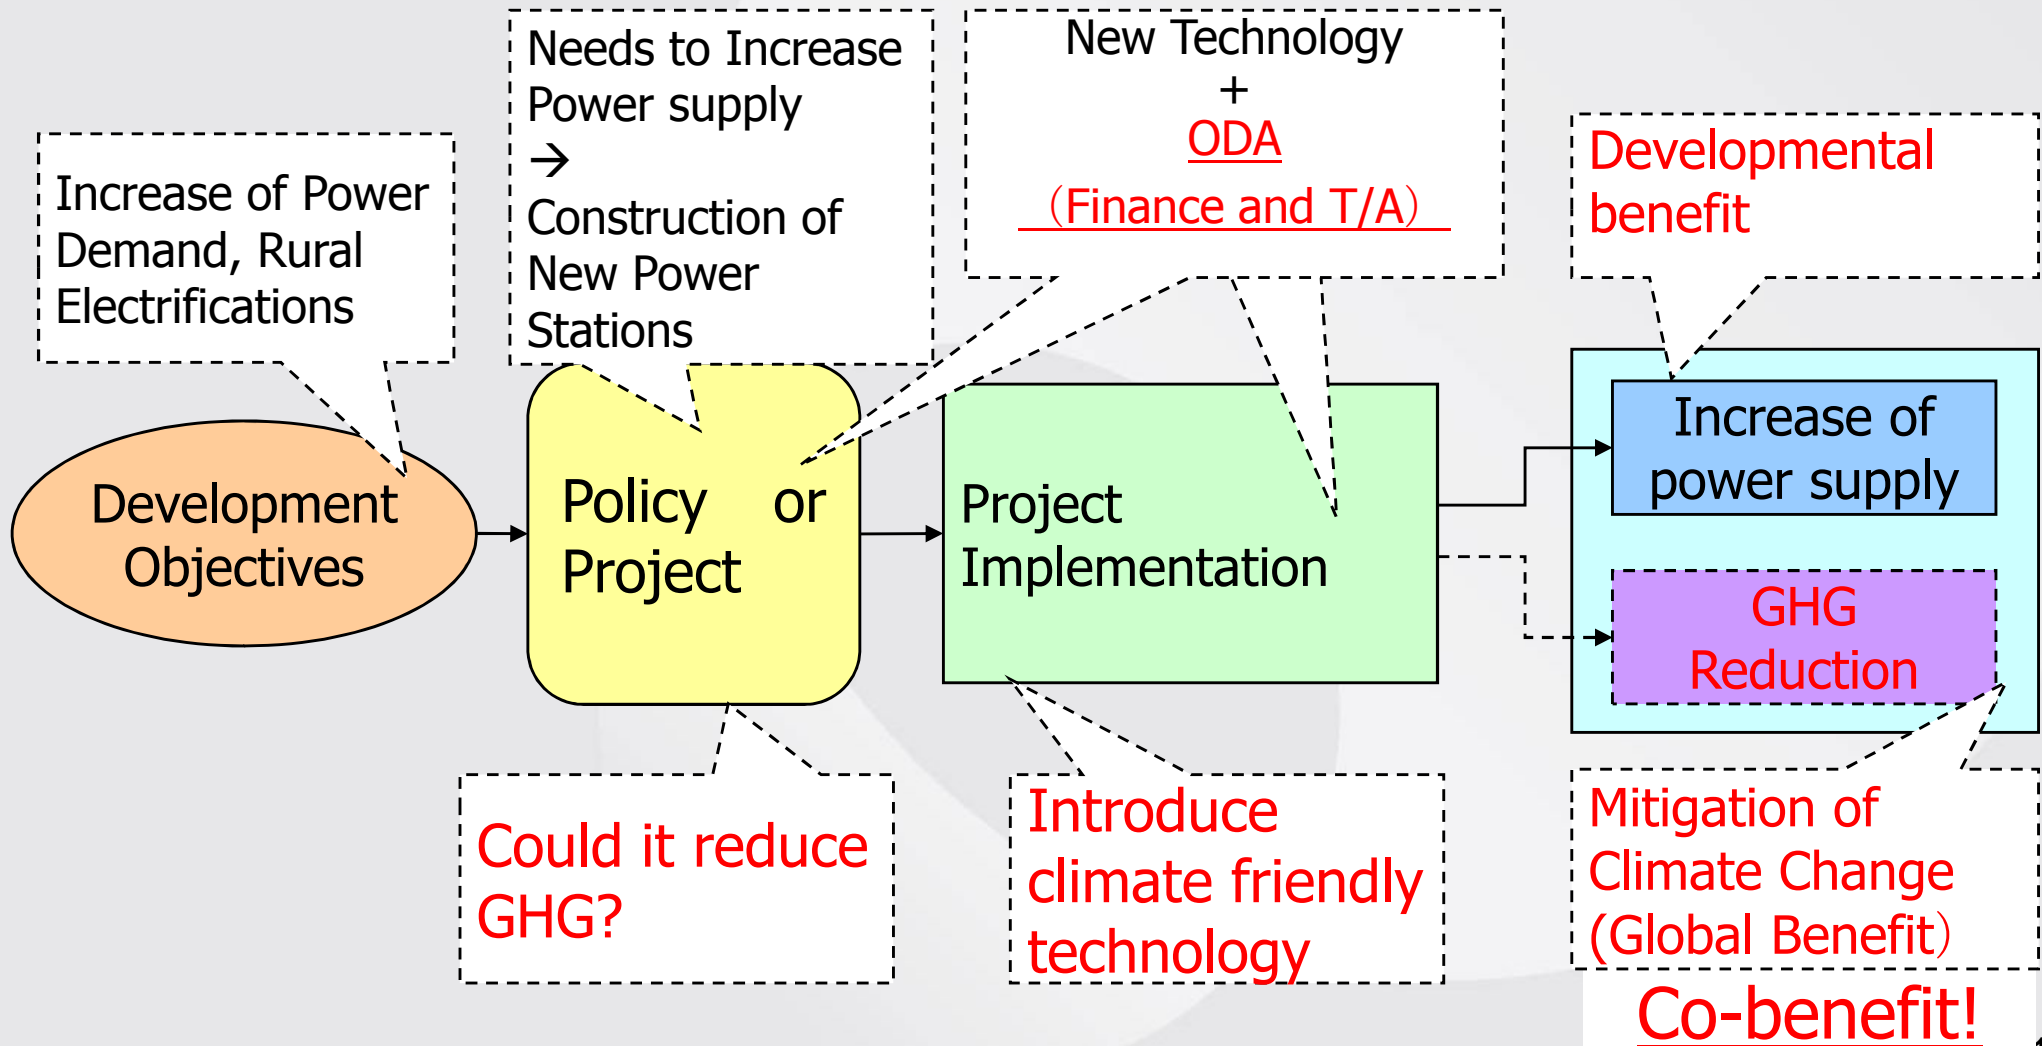 Needs to Increase
Power supply
→
Construction of
New Power
Stations
New Technology
+
ODA
（Finance and T/A）
Developmental
benefit
Increase of Power
Demand, Rural
Electrifications
Development
Objectives
Policy or
Project
Project
Implementation
Increase of
power supply
GHG
Reduction
Could it reduce
GHG?
Introduce
climate friendly
technology
Mitigation of
Climate Change
(Global Benefit）
Co-benefit!